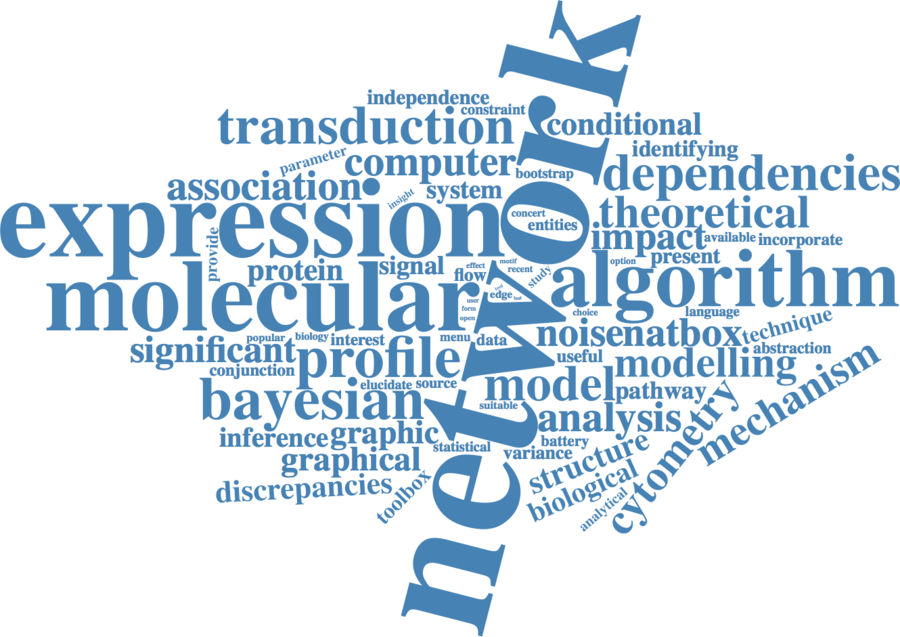 network
independence
constraint
transduction
conditional
parameter
computer
identifying
bootstrap
association
insight
system
dependencies
expression
concert
entities
theoretical
provide
impact
available
incorporate
protein
signal
effect
motif
recent
flow
study
option
present
molecular
algorithm
user
edge
tool
form
open
choice
language
popular
biology
interest
menu
data
noisenatbox
technique
significant
profile
useful
abstraction
conjunction
elucidate
source
model
modelling
pathway
bayesian
suitable
analysis
mechanism
inference
graphic
statistical
battery
variance
structure
cytometry
graphical
discrepancies
toolbox
biological
analytical